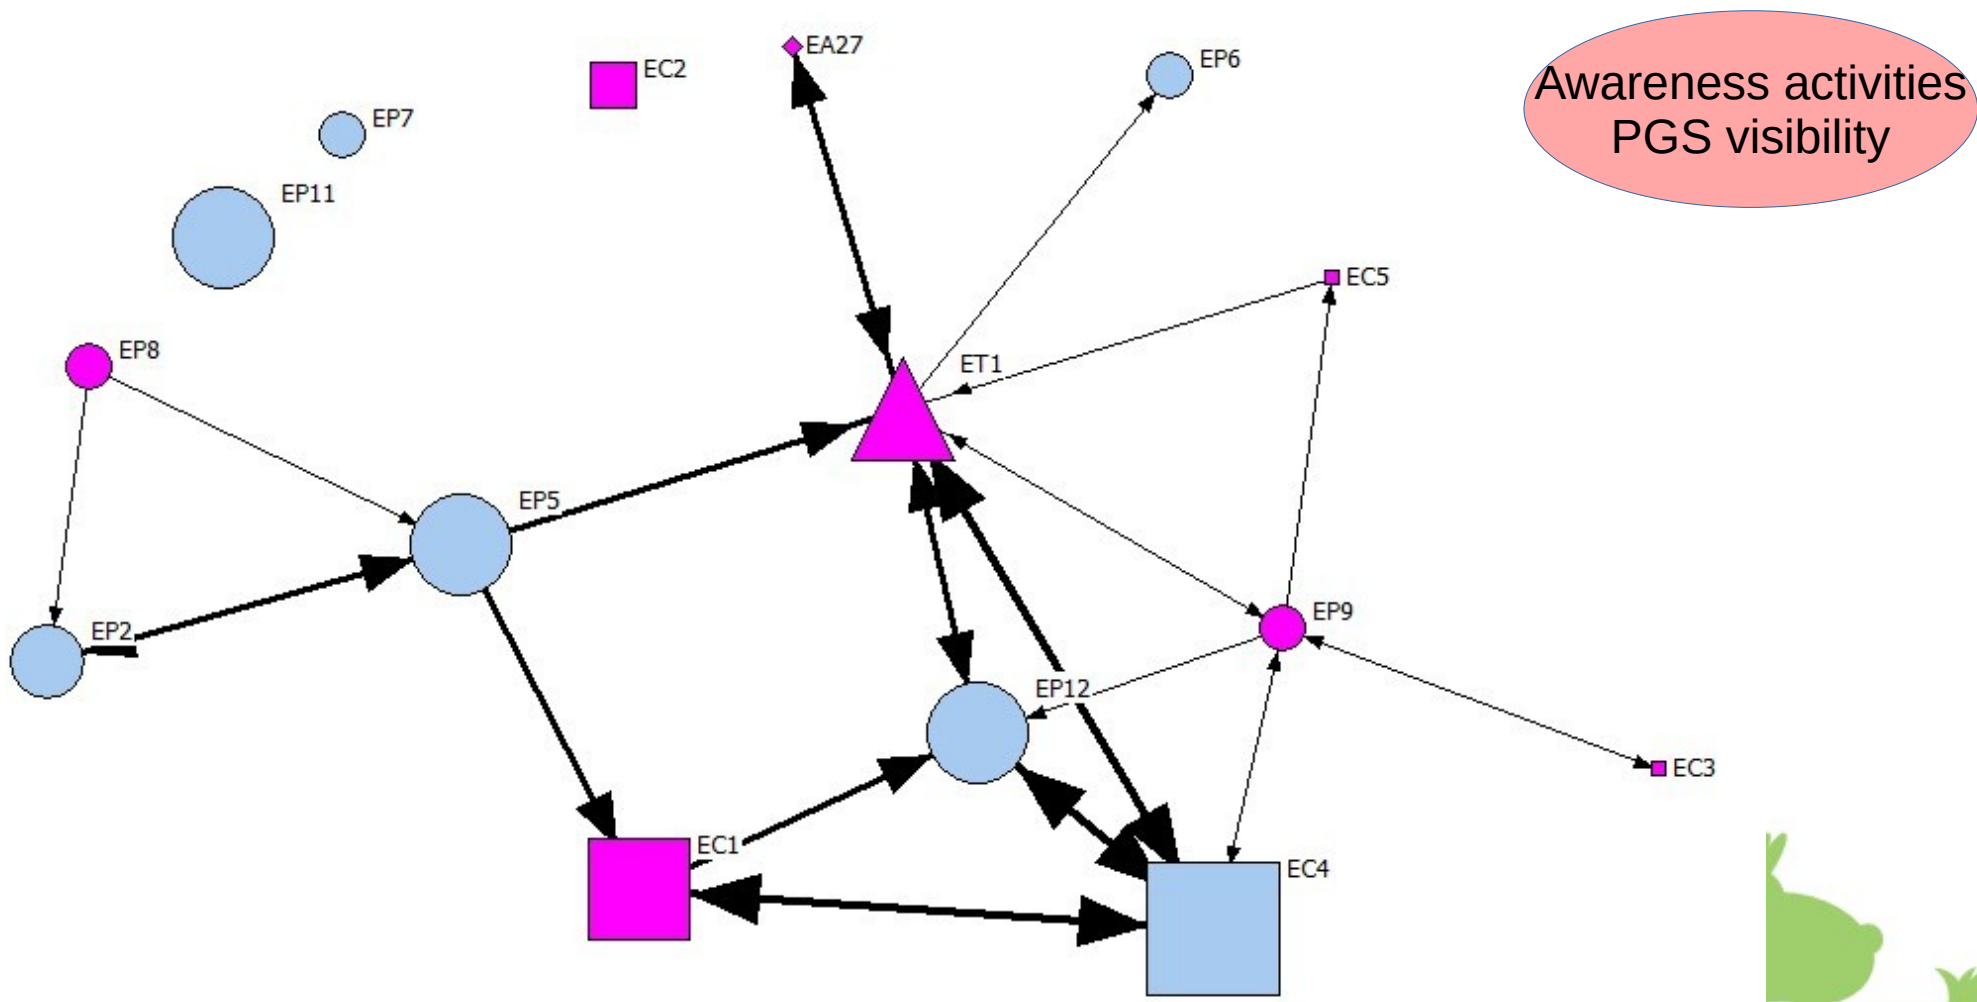 EA27
EP6
EC2
Awareness activities
PGS visibility
EP7
EP11
EC5
EP8
ET1
EP5
EP9
EP2
EP12
EC3
EC1
EC4